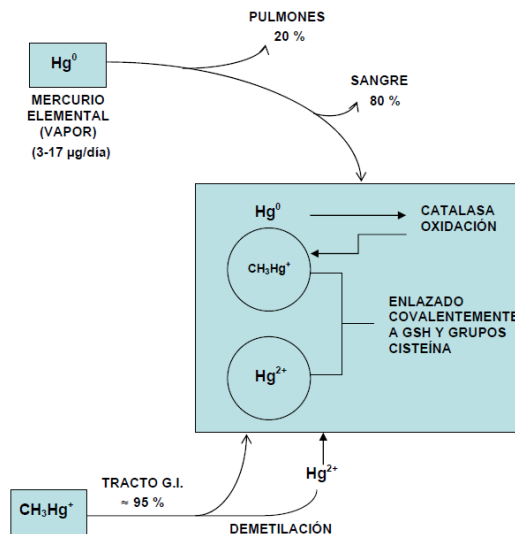 PULMONES
20 %
Hg⁰
SANGRE
80 %
MERCURIO
ELEMENTAL
(VAPOR)
(3-17 µg/día)
Hg⁰
CATALASA
OXIDACIÓN
CH₃Hg⁺
ENLAZADO
COVALENTEMENTE
A GSH Y GRUPOS
CISTEÍNA
Hg²⁺
TRACTO G.I.
≈ 95 %
Hg²⁺
CH₃Hg⁺
DEMETILACIÓN